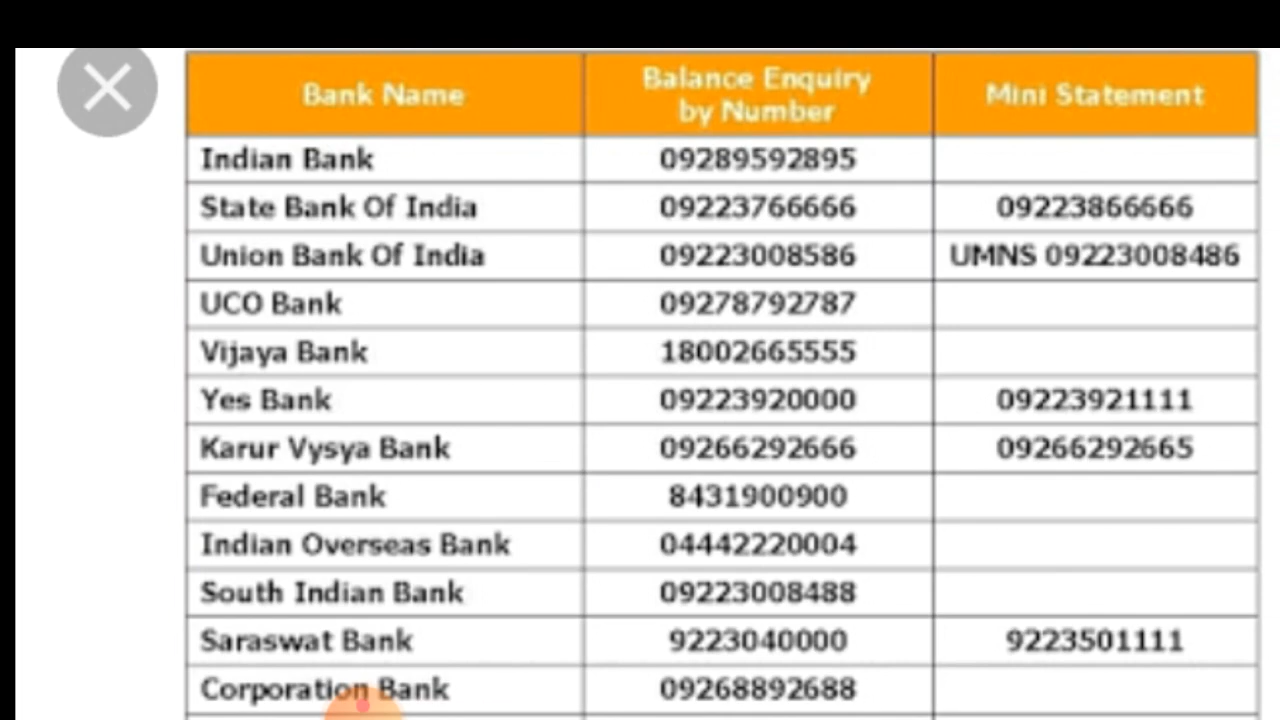 Bank Name Balance Enquiry by Number Mini Statement
Indian Bank 09289592895
State Bank Of India 09223766666 09223866666
Union Bank Of India 09223008586 UMNS 09223008486
UCO Bank 09278792787
Vijaya Bank 18002665555
Yes Bank 09223920000 09223921111
Karur Vysya Bank 09266292666 09266292665
Federal Bank 8431900900
Indian Overseas Bank 04442220004
South Indian Bank 09223008488
Saraswat Bank 9223040000 9223501111
Corporation Bank 09268892688